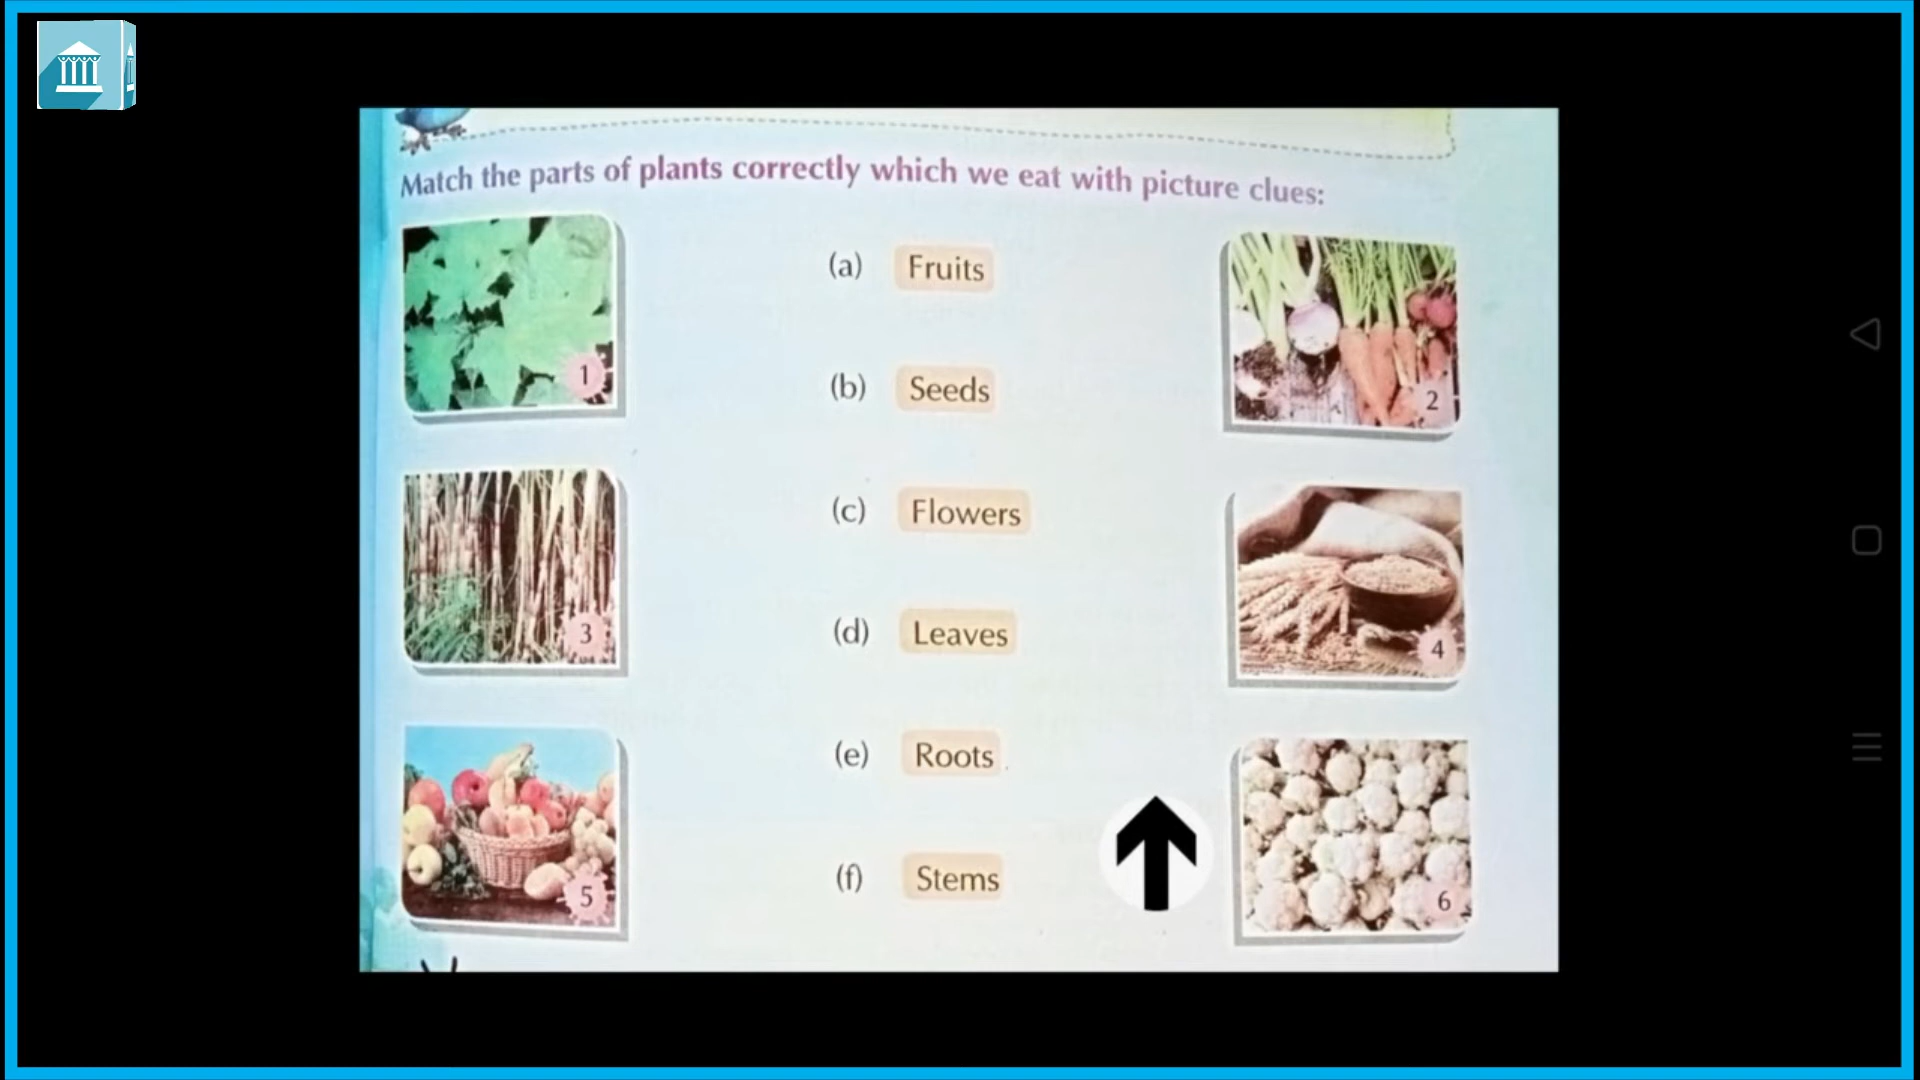 Match the parts of plants correctly which we eat with picture clues:
1
(a) Fruits
2
(b) Seeds
3
(c) Flowers
4
(d) Leaves
5
(e) Roots
6
(f) Stems